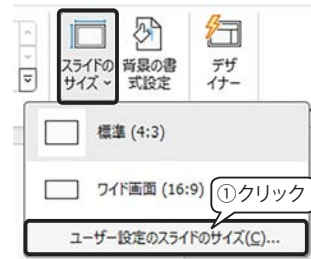 スライドの
サイズ
背景の書
式設定
デザ
イナー
標準 (4:3)
ワイド画面 (16:9)
①クリック
ユーザー設定のスライドのサイズ(C)...